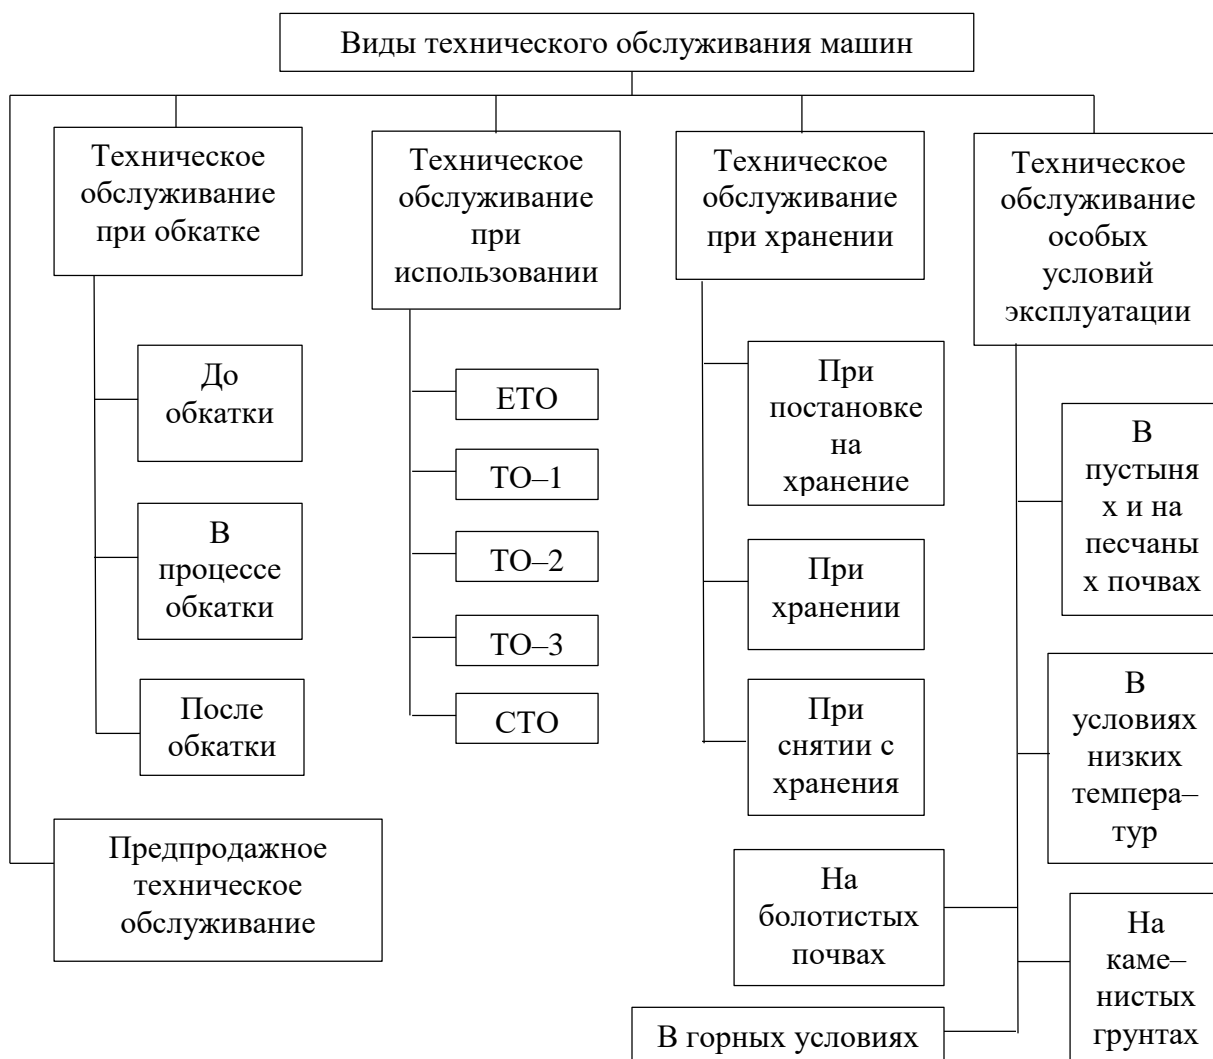 Виды технического обслуживания машин
Техническое
обслуживание
при обкатке
До
обкатки
В
процессе
обкатки
После
обкатки
Предпродажное
техническое
обслуживание
Техническое
обслуживание
при
использовании
ЕТО
ТО–1
ТО–2
ТО–3
СТО
Техническое
обслуживание
при хранении
При
постановке
на
хранение
При
хранении
При
снятии с
хранения
Техническое
обслуживание
особых
условий
эксплуатации
В
пустыня
х и на
песчаны
х почвах
В
условиях
низких
темпера–
тур
На
болотистых
почвах
На
каме–
нистых
грунтах
В горных условиях